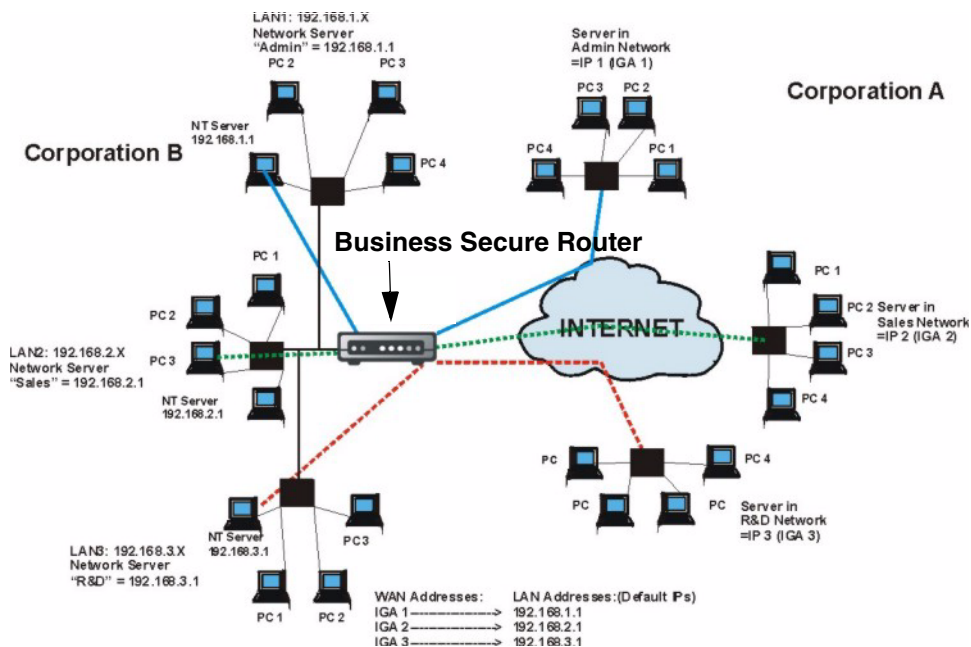 LAN1: 192.168.1.X
Network Server
"Admin" = 192.168.1.1
PC 2
PC 3
NT Server
192.168.1.1
PC 4
Corporation B
Server in
Admin Network
=IP 1 (IGA 1)
PC 3
PC 2
PC 4
PC 1
Corporation A
Business Secure Router
INTERNET
PC 1
PC 2
PC 3
LAN2: 192.168.2.X
Network Server
"Sales" = 192.168.2.1
NT Server
192.168.2.1
PC 1
PC 2
Server in
Sales Network
=IP 2 (IGA 2)
PC 3
PC 4
NT Server
192.168.3.1
PC3
LAN3: 192.168.3.X
Network Server
"R&D" = 192.168.3.1
PC 1
PC 2
PC
PC 4
PC
PC
Server in
R&D Network
=IP 3 (IGA 3)
WAN Addresses: LAN Addresses:(Default IPs)
IGA 1--------------------> 192.168.1.1
IGA 2--------------------> 192.168.2.1
IGA 3--------------------> 192.168.3.1